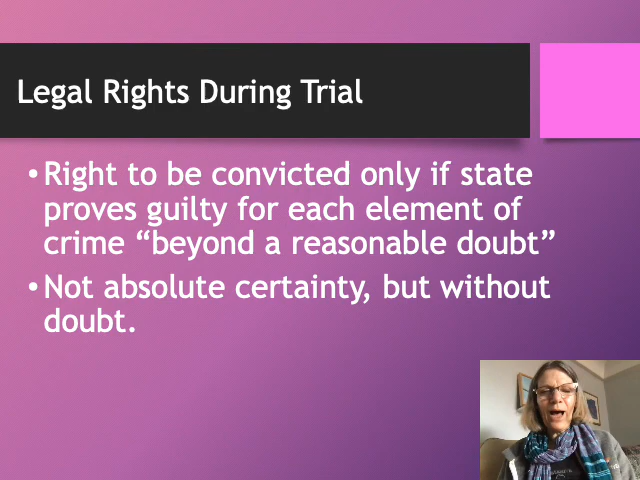 Legal Rights During Trial
•Right to be convicted only if state
proves guilty for each element of
crime “beyond a reasonable doubt”
•Not absolute certainty, but without
doubt.